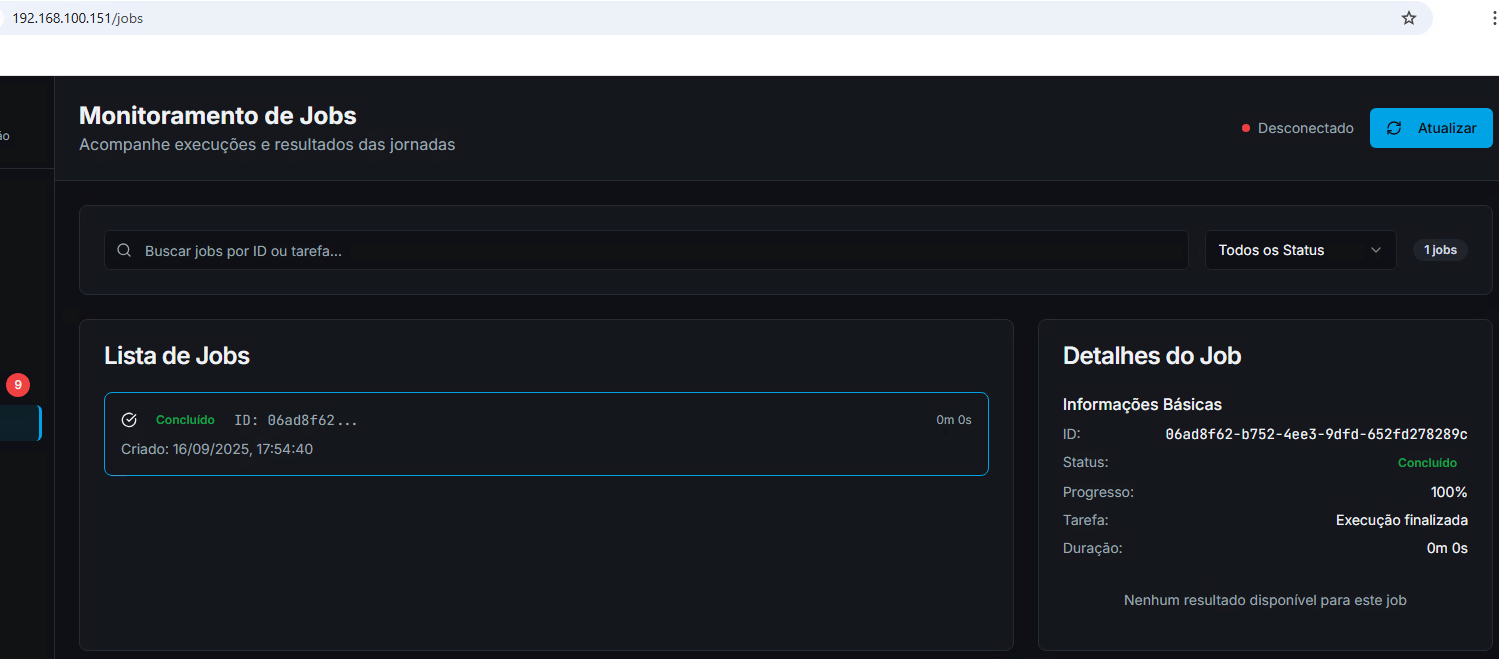 192.168.100.151/jobs
Monitoramento de Jobs
Acompanhe execuções e resultados das jornadas
Desconectado
Atualizar
ão
Buscar jobs por ID ou tarefa...
Todos os Status
1 jobs
Lista de Jobs
9
Concluído ID: 06ad8f62... 0m 0s
Criado: 16/09/2025, 17:54:40
Detalhes do Job
Informações Básicas
ID: 06ad8f62-b752-4ee3-9dfd-652fd278289c
Status: Concluído
Progresso: 100%
Tarefa: Execução finalizada
Duração: 0m 0s
Nenhum resultado disponível para este job